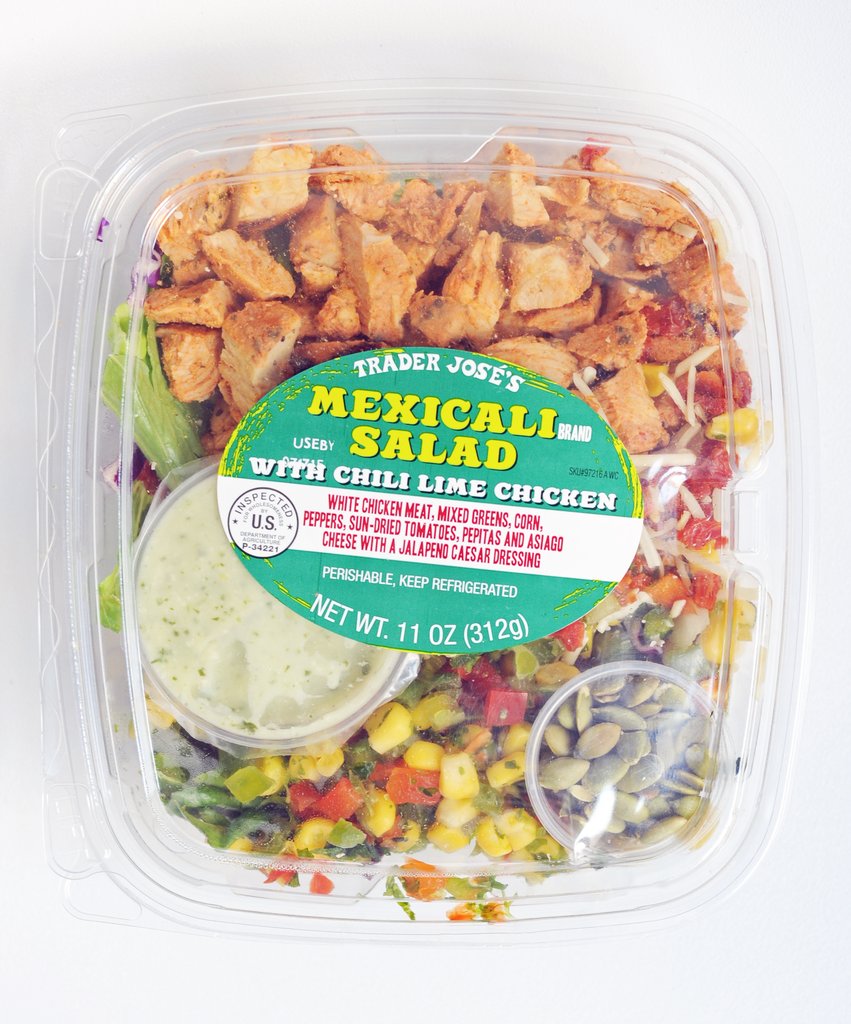 TRADER JOSÉ'S
MEXICALI BRAND
SALAD
USEBY
SKU#97216 A WC
WITH CHILI LIME CHICKEN
WHITE CHICKEN MEAT, MIXED GREENS, CORN,
PEPPERS, SUN-DRIED TOMATOES, PEPITAS AND ASIAGO
CHEESE WITH A JALAPENO CAESAR DRESSING
INSPECTED
FOR WHOLESOMENESS
BY
U.S.
DEPARTMENT OF
AGRICULTURE
P-34221
PERISHABLE, KEEP REFRIGERATED
NET WT. 11 OZ (312g)